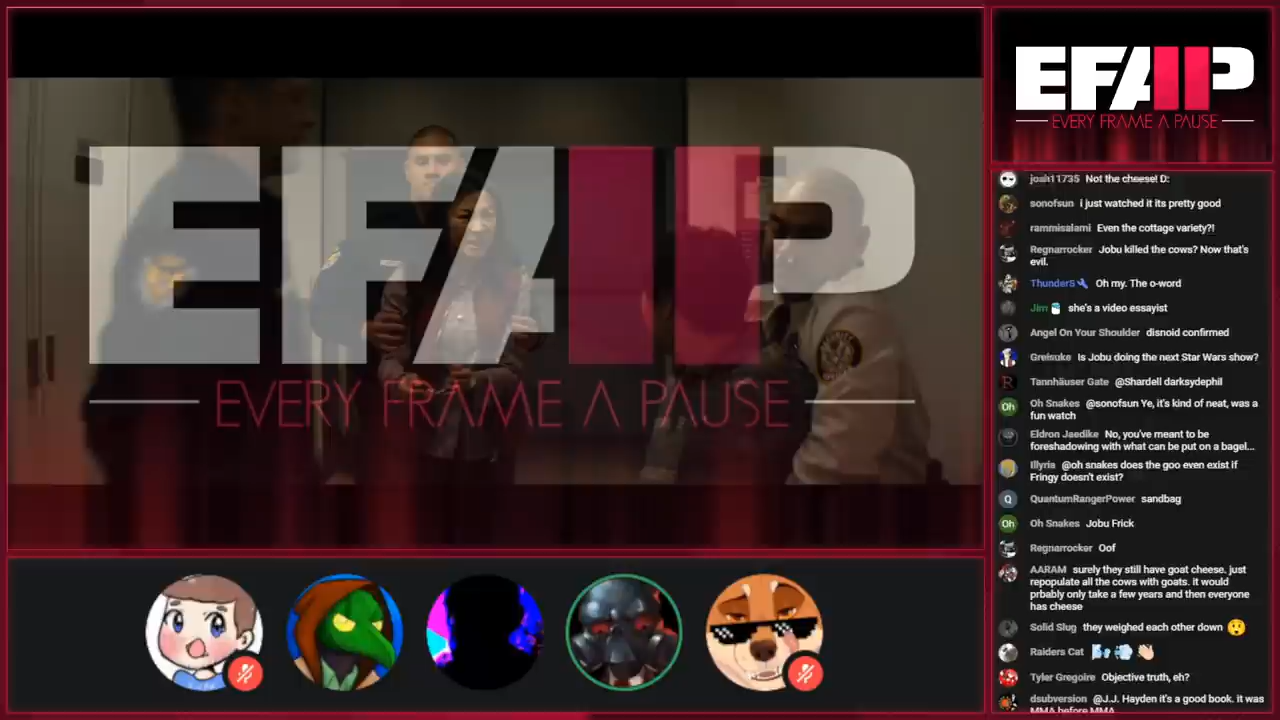 EFAP
EVERY FRAME A PAUSE
EFAP
EVERY FRAME A PAUSE
josh11735 Not the cheese! D:
sonofsun i just watched it its pretty good
rammisalami Even the cottage variety?!
Regnarrocker Jobu killed the cows? Now that's
evil.
ThunderS Oh my. The o-word
Jim she's a video essayist
Angel On Your Shoulder disnoid confirmed
Greisuke Is Jobu doing the next Star Wars show?
Tannhäuser Gate @Shardell darksydephil
Oh Snakes @sonofsun Ye, it's kind of neat, was a
fun watch
Eldron Jaedike No, you've meant to be
foreshadowing with what can be put on a bagel...
Illyria @oh snakes does the goo even exist if
Fringy doesn't exist?
Q QuantumRangerPower sandbag
Oh Oh Snakes Jobu Frick
Regnarrocker Oof
AARAM surely they still have goat cheese. just
repopulate all the cows with goats. it would
prbably only take a few years and then everyone
has cheese
Solid Slug they weighed each other down 😲
Raiders Cat 🌬️ 💨 👋🏻
Tyler Gregoire Objective truth, eh?
dsubversion @J.J. Hayden it's a good book. it was
MMA before MMA